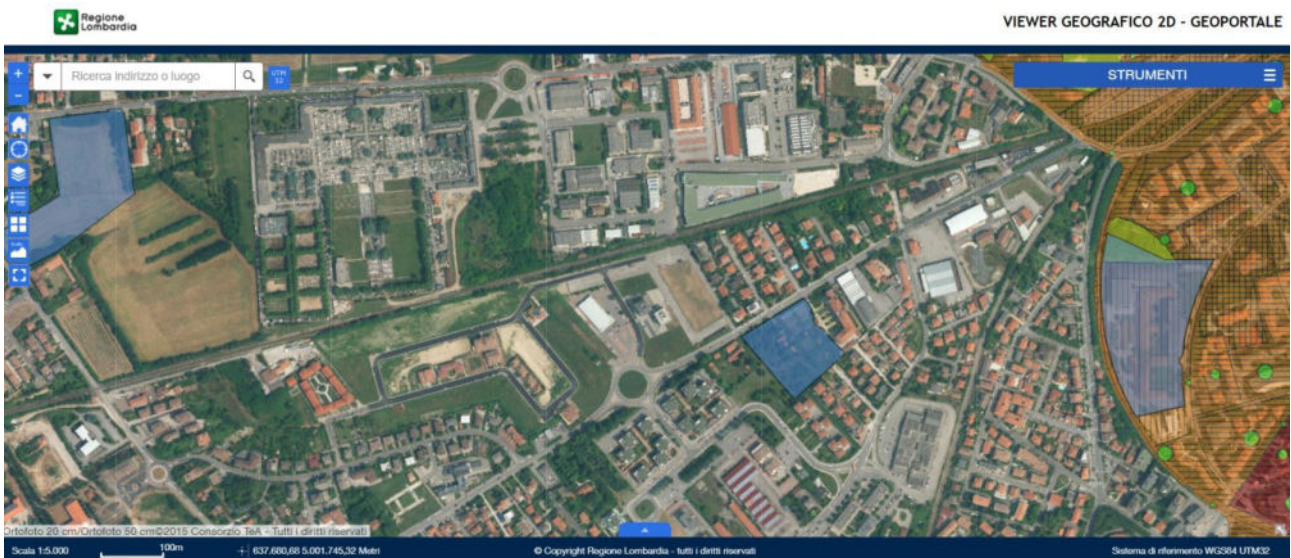 Regione
Lombardia
VIEWER GEOGRAFICO 2D - GEOPORTALE
+
Ricerca indirizzo o luogo
UTM
32
STRUMENTI
-
Ortofoto 20 cm/Ortofoto 50 cm©2015 Consorzio TeA - Tutti i diritti riservati
Scala 1:5.000
100m
637.680,68 5.001.745,32 Metri
© Copyright Regione Lombardia - tutti i diritti riservati
Sistema di riferimento WGS84 UTM32